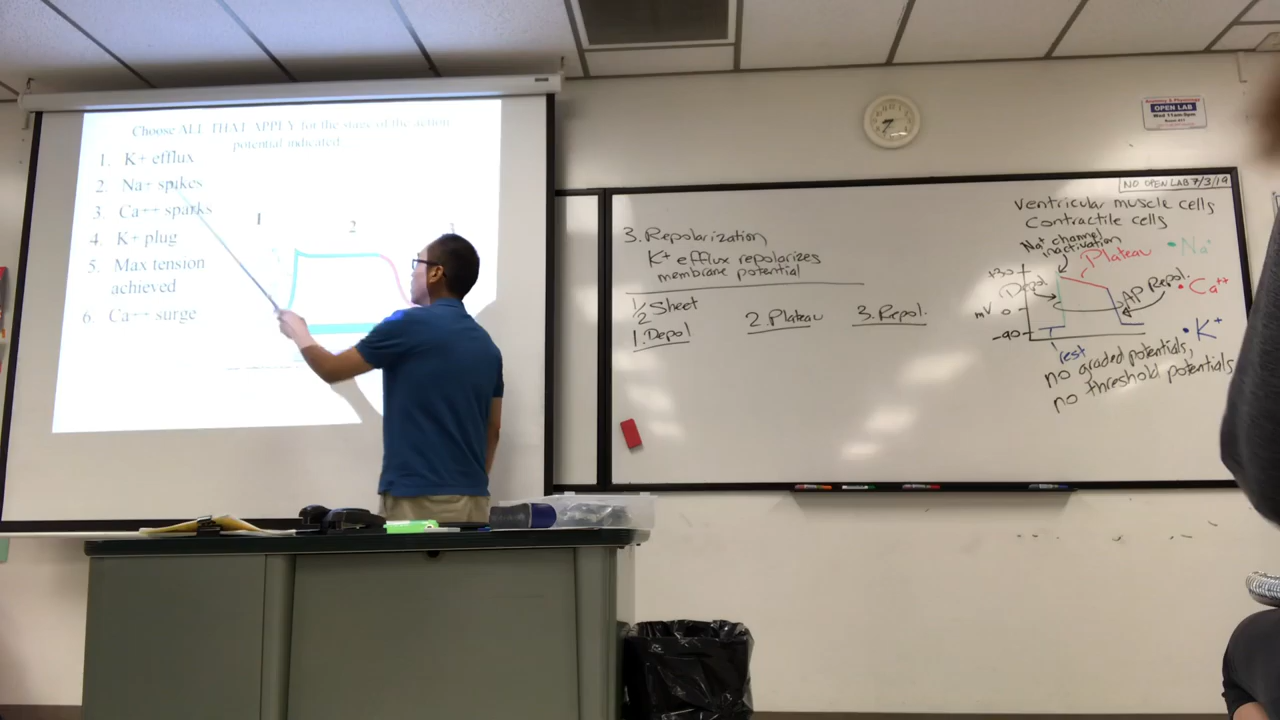 Choose ALL THAT APPLY for the stage of the action
potential indicated
1. K+ efflux
2. Na+ spikes
3. Ca++ sparks
4. K+ plug
5. Max tension
achieved
6. Ca++ surge
1
2
3
3. Repolarization
K+ efflux repolarizes
membrane potential
1/2 Sheet
1. Depol
2. Plateau
3. Repol.
OPEN LAB
Wed 11am-5pm
NO OPEN LAB 7/3/19
Ventricular muscle cells
Contractile cells
Na+ channel
inactivation
Plateau
• Na+
+30
Depol
AP Repol.
• Ca++
mV 0
-90
• K+
rest
no graded potentials,
no threshold potentials